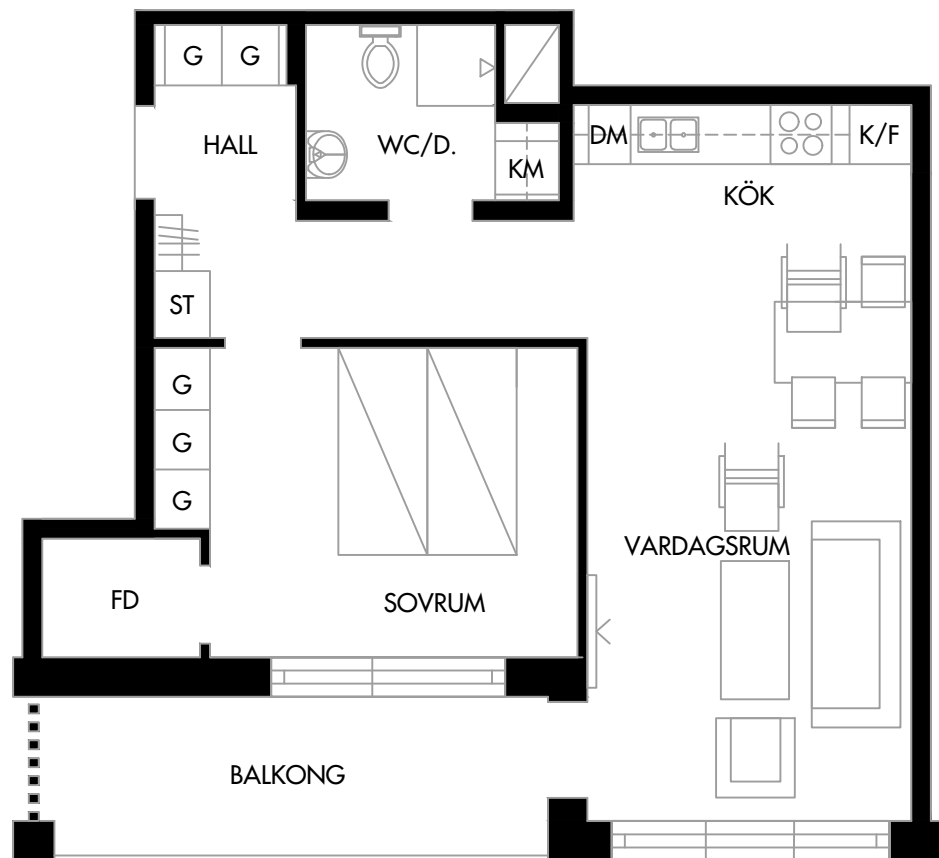 G
G
HALL
WC/D.
KM
DM
K/F
KÖK
ST
G
G
G
FD
SOVRUM
VARDAGSRUM
BALKONG